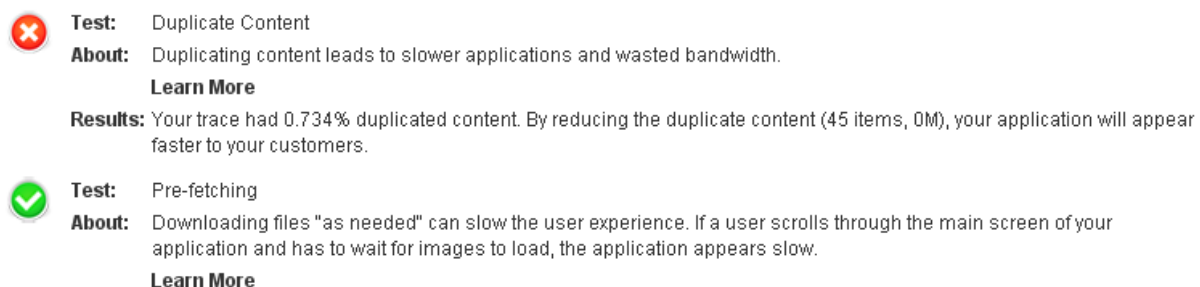 Test: Duplicate Content
About: Duplicating content leads to slower applications and wasted bandwidth.
Learn More
Results: Your trace had 0.734% duplicated content. By reducing the duplicate content (45 items, 0M), your application will appear
faster to your customers.
Test: Pre-fetching
About: Downloading files "as needed" can slow the user experience. If a user scrolls through the main screen of your
application and has to wait for images to load, the application appears slow.
Learn More